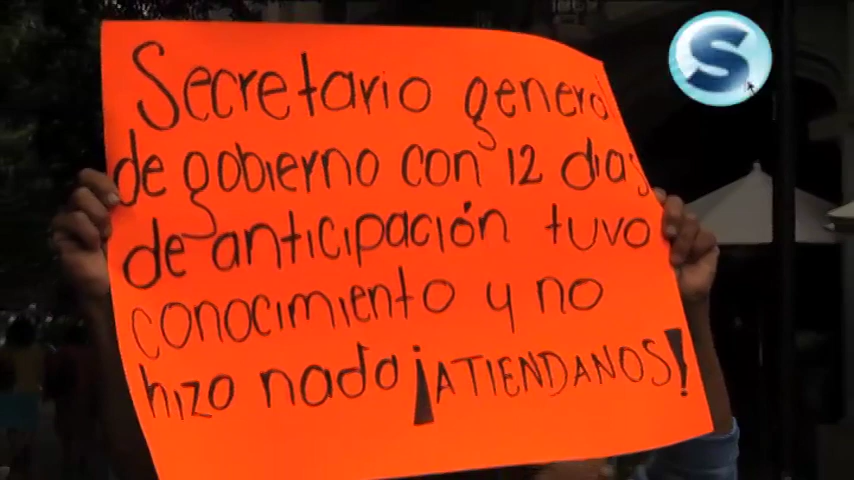 S
Secretario general
de gobierno con 12 dias
de anticipación tuvo
conocimiento y no
hizo nada ¡ATIENDANOS!